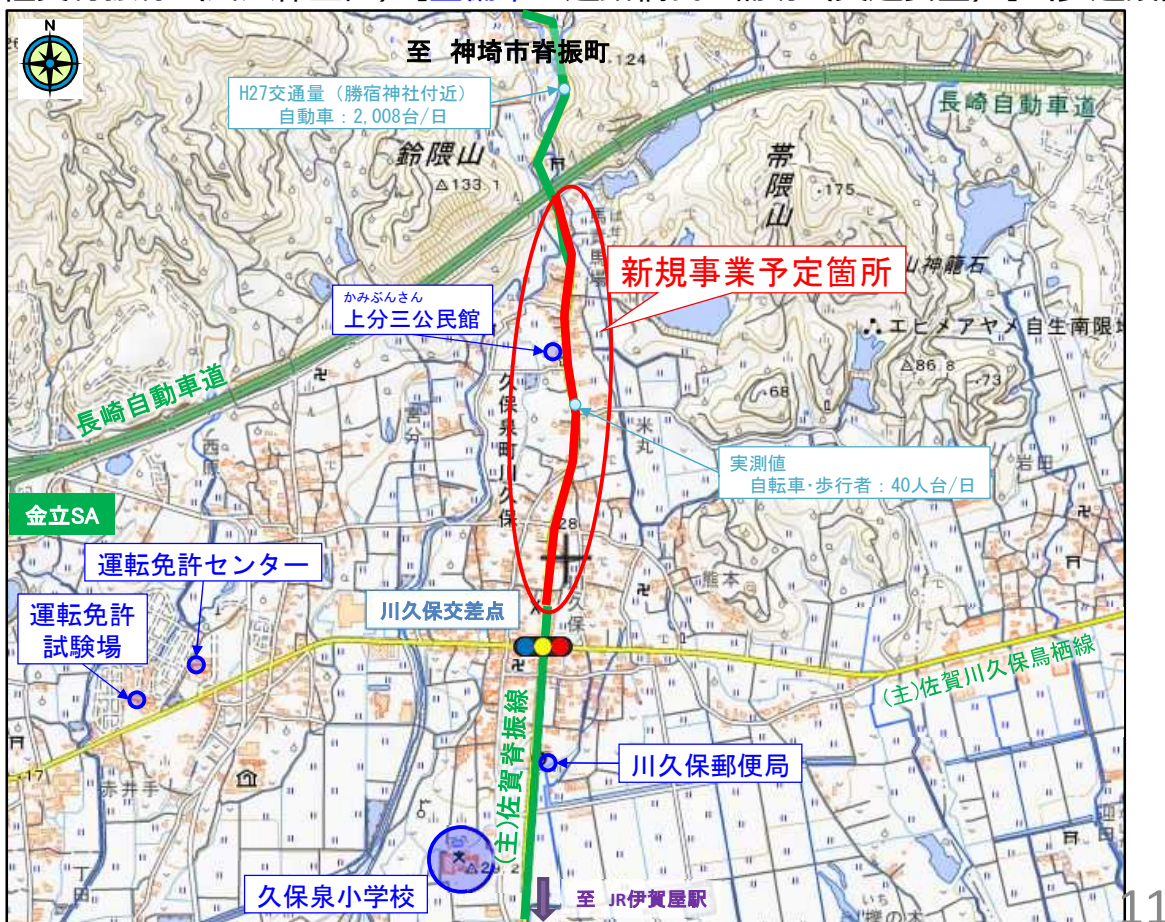 N
至 神埼市脊振町
124
H27交通量（勝宿神社付近）
自動車：2,008台/日
長崎自動車道
鈴隈山
△133.1
帯隈山
175
新規事業予定箇所
山神籠石
かみぶんさん
上分三公民館
エヒメアヤメ自生南限地
△86.8
73
68
長崎自動車道
久保泉町川久保
宮分
西原
米丸
岩田
実測値
自転車・歩行者：40人台/日
金立SA
28
運転免許センター
運転免許
試験場
川久保交差点
熊本
(主)佐賀川久保鳥栖線
(主)佐賀脊振線
川久保郵便局
17
赤井手
久保泉小学校
至 JR伊賀屋駅
11